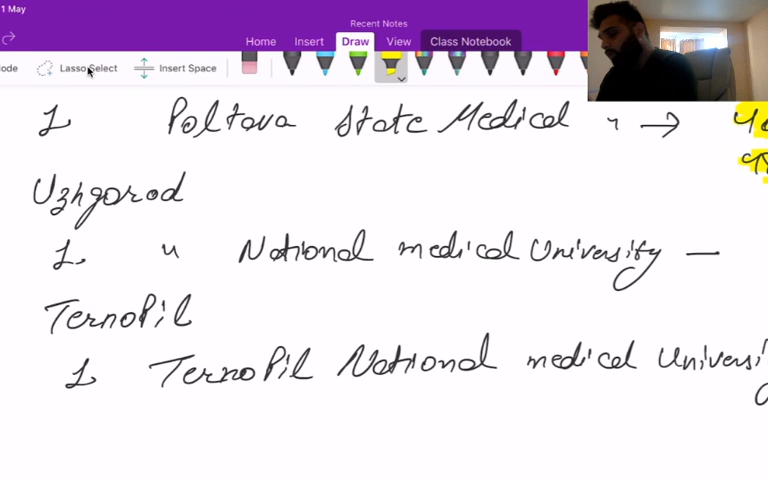 1 May
Recent Notes
Home Insert Draw View Class Notebook
ode Lasso Select Insert Space
1 Poltava State Medical " →
Uzhgorod
1. " National medical University —
TernoPil
1 TernoPil National medical Universi